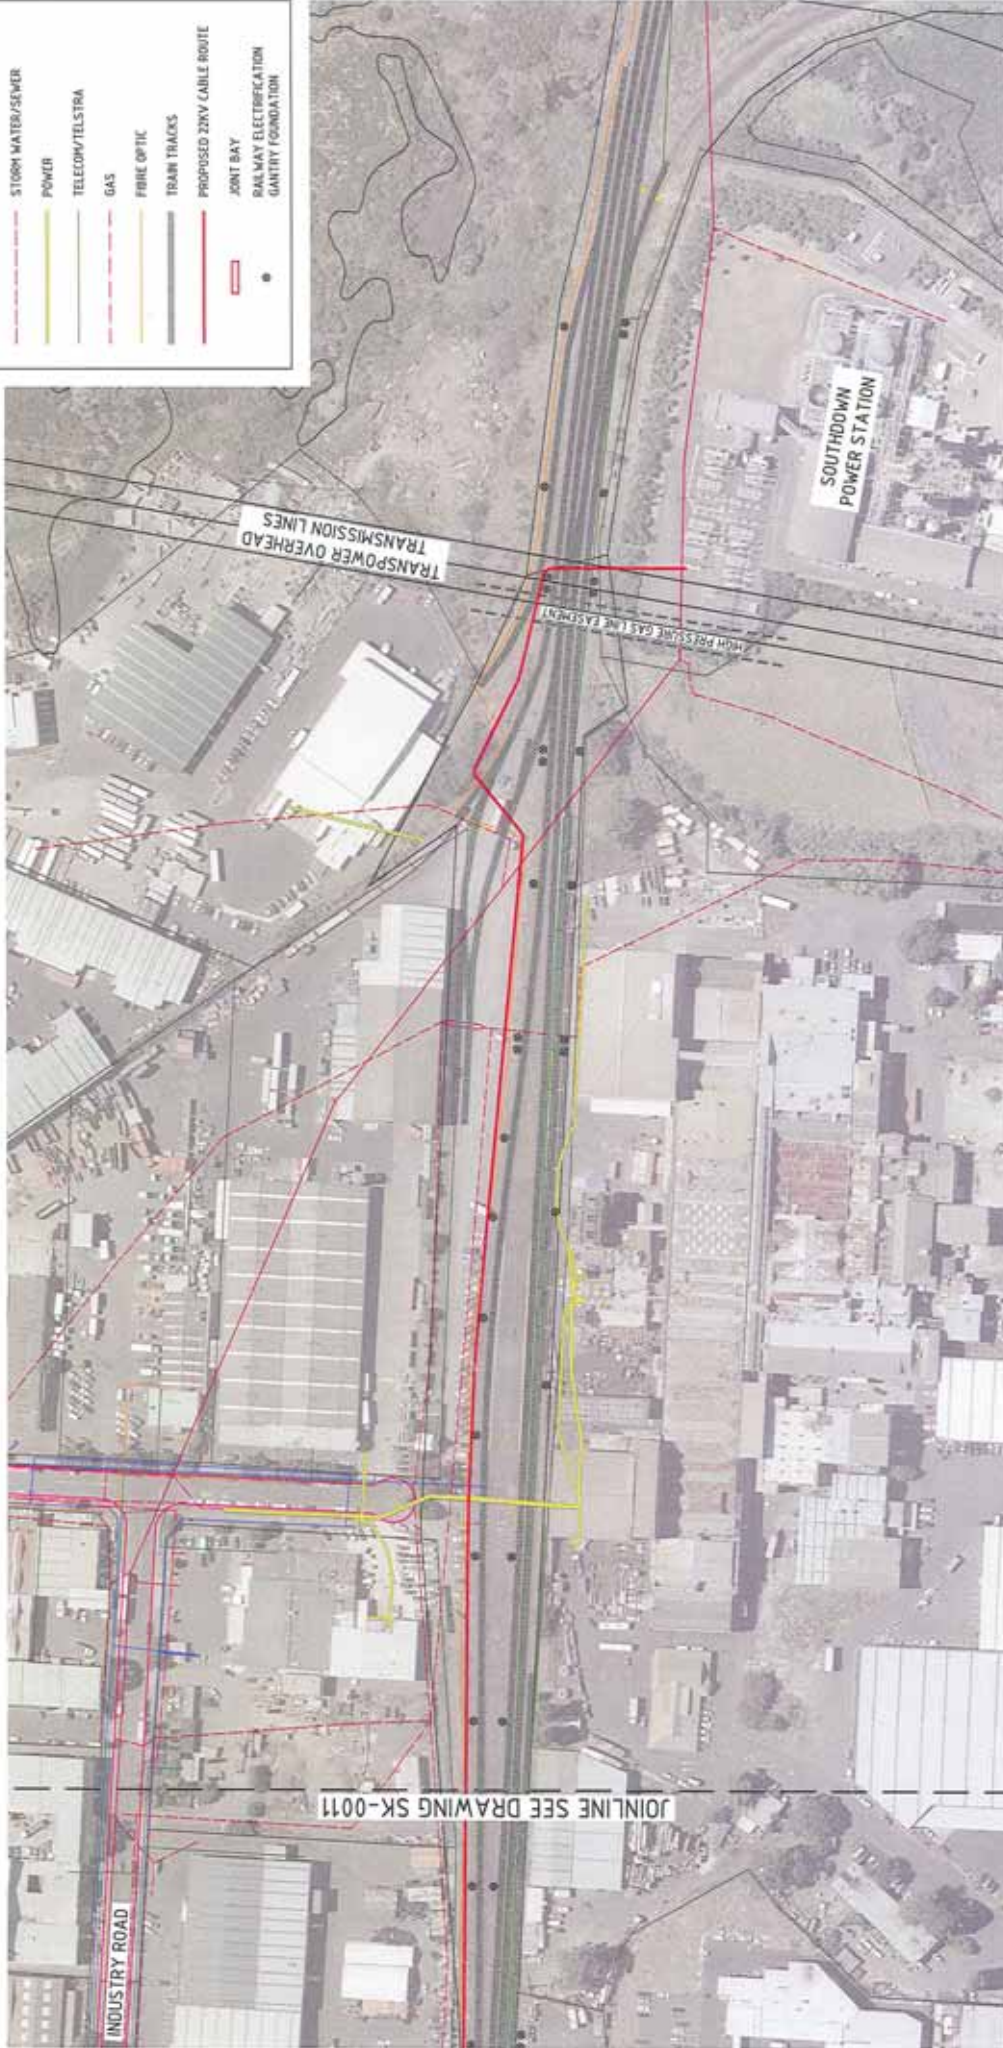 STORM WATER/SEWER
POWER
TELECOM/TELSTRA
GAS
FIBRE OPTIC
TRAIN TRACKS
PROPOSED 22KV CABLE ROUTE
JOINT BAY
RAILWAY ELECTRIFICATION
GANTRY FOUNDATION
TRANSPOWER OVERHEAD
TRANSMISSION LINES
HIGH PRESSURE GAS LINE EASEMENT
SOUTHDOWN
POWER STATION
JOINLINE SEE DRAWING SK-0011
INDUSTRY ROAD